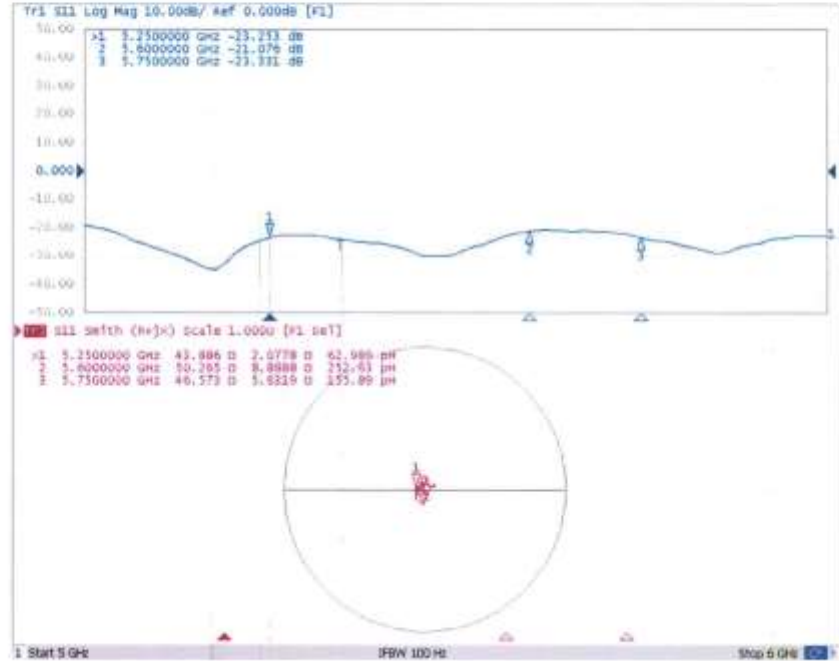 Tr1 S11 Log Mag 10.00dB/ Ref 0.000dB [F1]
50.00
>1 5.2500000 GHz -23.253 dB
2 5.6000000 GHz -21.076 dB
3 5.7500000 GHz -23.331 dB
40.00
30.00
20.00
10.00
0.000
-10.00
-20.00
-30.00
-40.00
-50.00
1
2
3
S11 Smith (R+jX) Scale 1.000U [F1 Del]
>1 5.2500000 GHz 43.886 Ω 2.0778 Ω 62.989 pH
2 5.6000000 GHz 50.265 Ω 252.93 pH
3 5.7500000 GHz 46.573 Ω 5.6319 Ω 155.89 pH
1 Start 5 GHz IFBW 100 Hz Stop 6 GHz